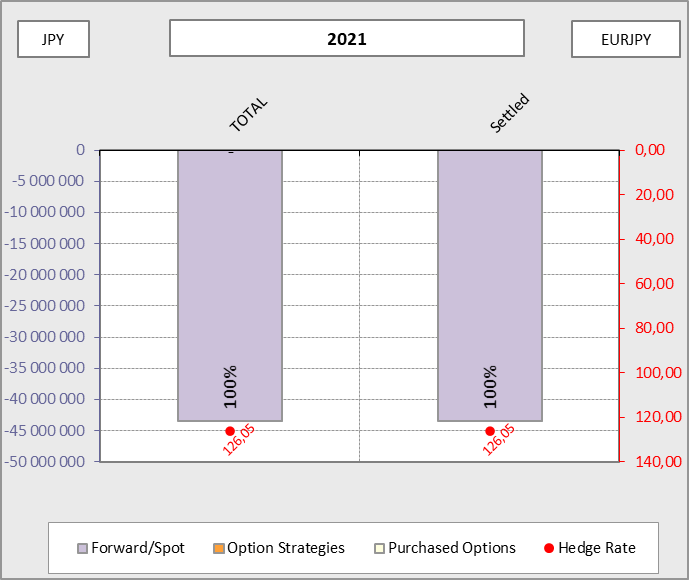 JPY
2021
EURJPY
TOTAL
Settled
0
-5 000 000
-10 000 000
-15 000 000
-20 000 000
-25 000 000
-30 000 000
-35 000 000
-40 000 000
-45 000 000
-50 000 000
-
100%
100%
126,05
126,05
0,00
20,00
40,00
60,00
80,00
100,00
120,00
140,00
Forward/Spot
Option Strategies
Purchased Options
Hedge Rate